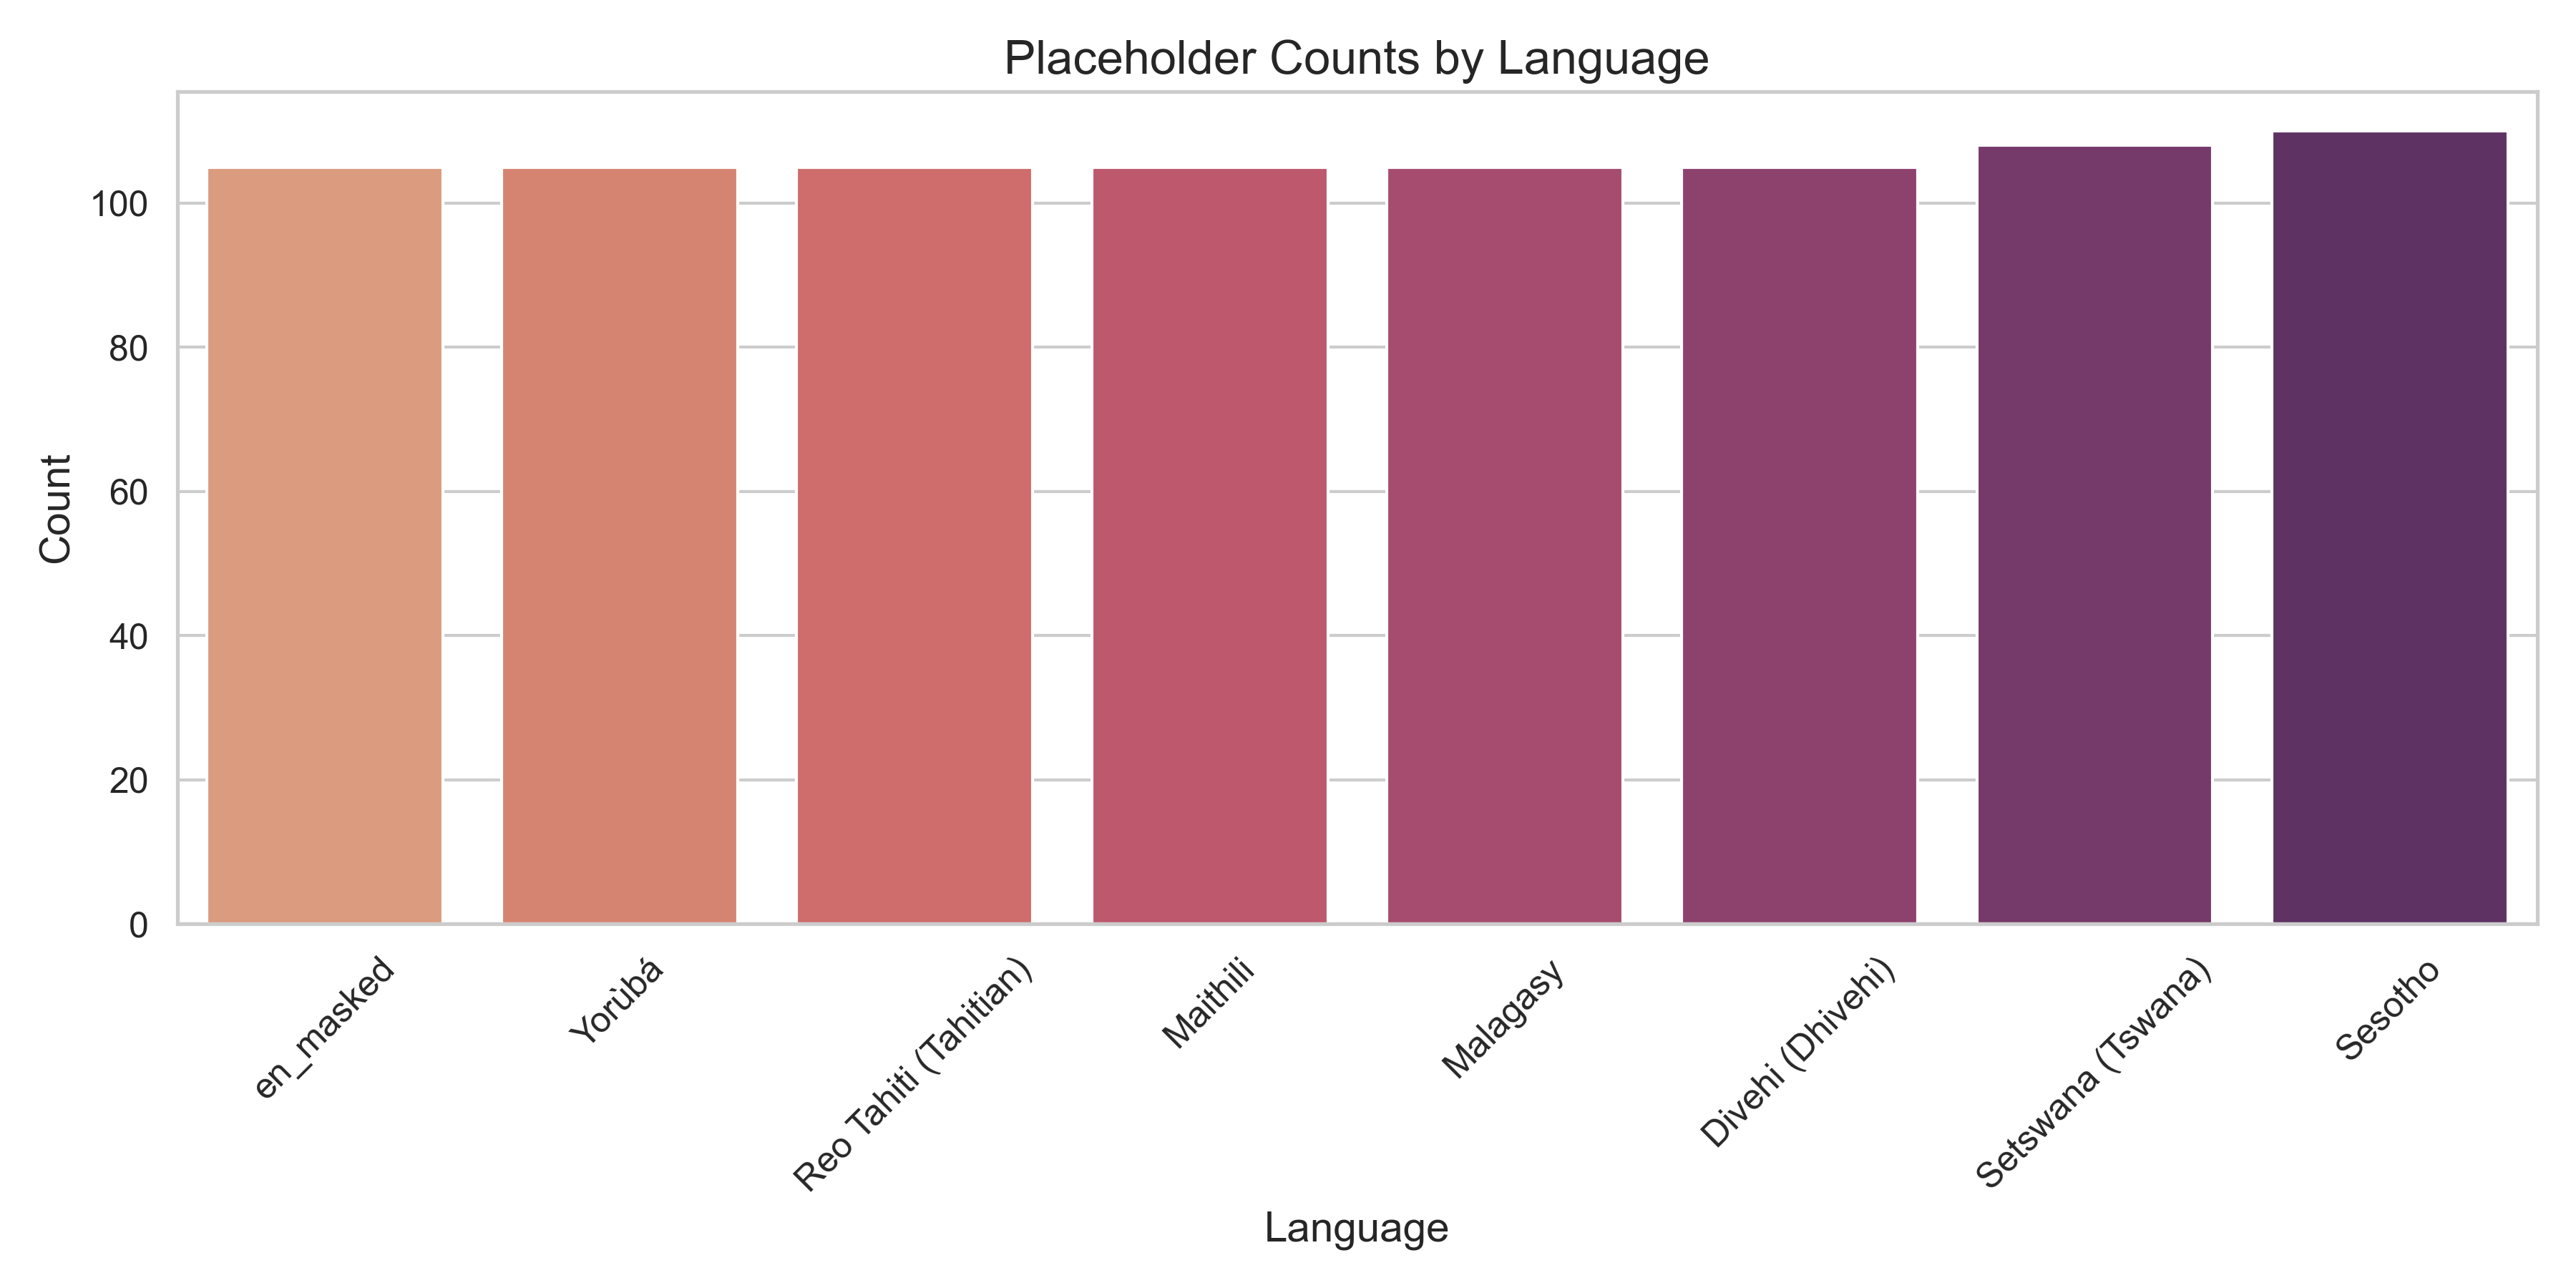 Placeholder Counts by Language
Count
100
80
60
40
20
0
en_masked
Yorùbá
Reo Tahiti (Tahitian)
Maithili
Malagasy
Divehi (Dhivehi)
Setswana (Tswana)
Sesotho
Language